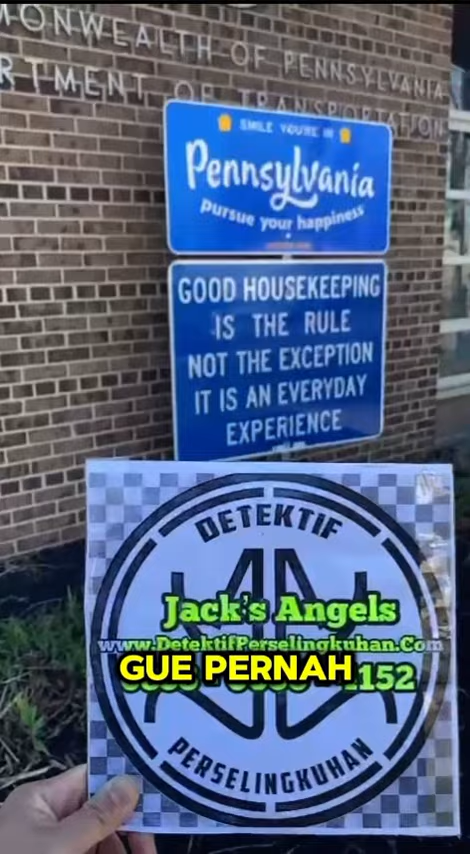 MONWEALTH OF PENNSYLVANIA
RTMENT OF TRANSPORTATION
SMILE YOU'RE IN
Pennsylvania
pursue your happiness
GOOD HOUSEKEEPING
IS THE RULE
NOT THE EXCEPTION
IT IS AN EVERYDAY
EXPERIENCE
DETEKTIF
Jack's Angels
www.DetektifPerselingkuhan.Com
GUE PERNAH
1152
PERSELINGKUHAN